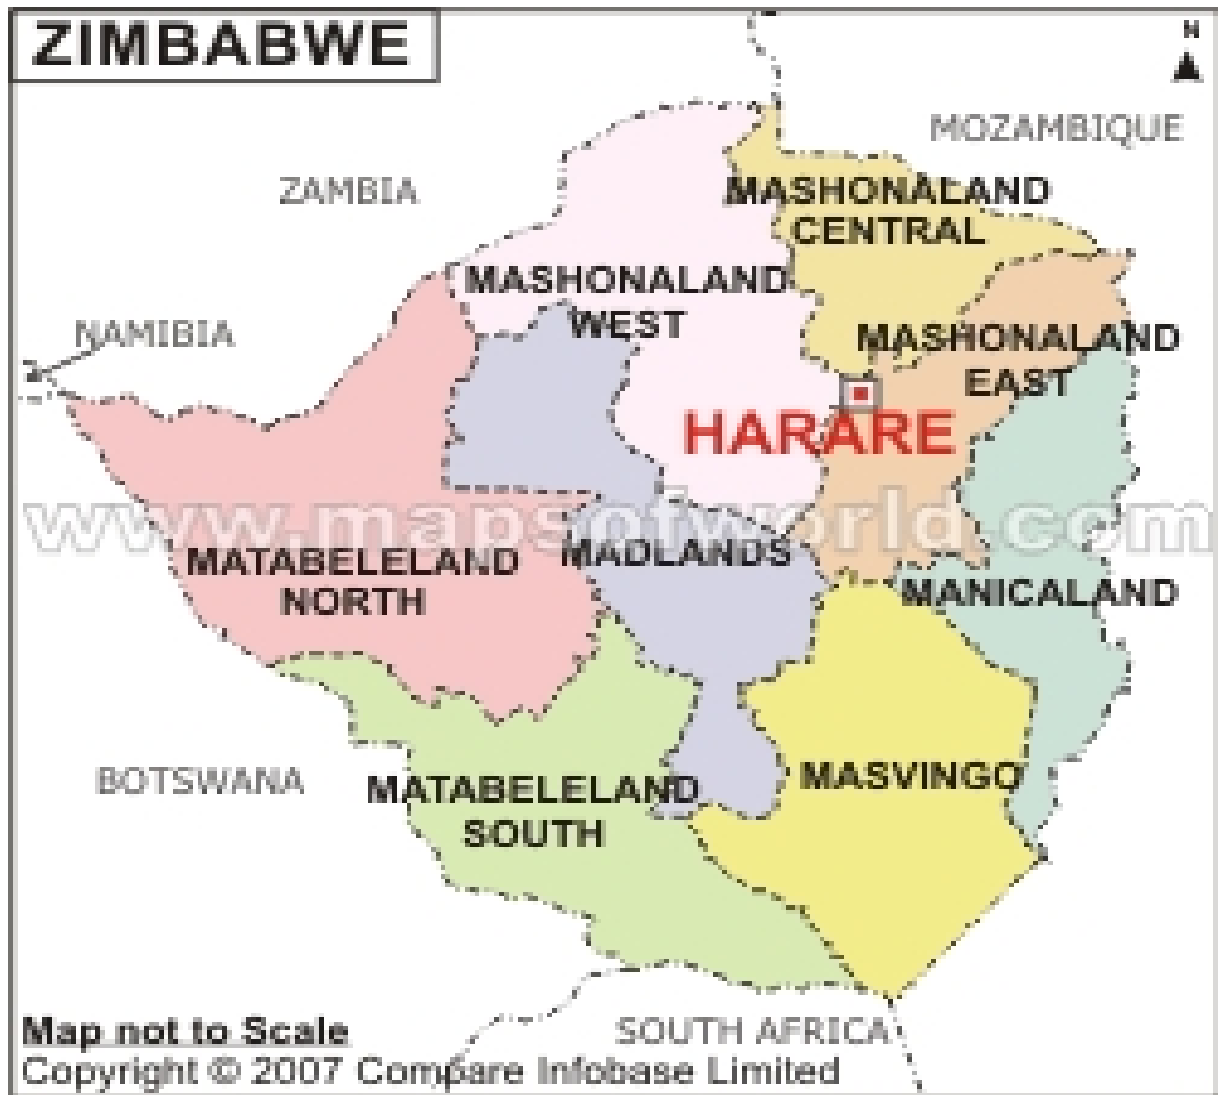 ZIMBABWE
N
MOZAMBIQUE
ZAMBIA
MASHONALAND
CENTRAL
MASHONALAND
WEST
NAMIBIA
MASHONALAND
EAST
HARARE
www.mapsofworld.com
MATABELELAND
NORTH
MADLANDS
MANICALAND
BOTSWANA
MATABELELAND
SOUTH
MASVINGO
SOUTH AFRICA
Map not to Scale
Copyright © 2007 Compare Infobase Limited